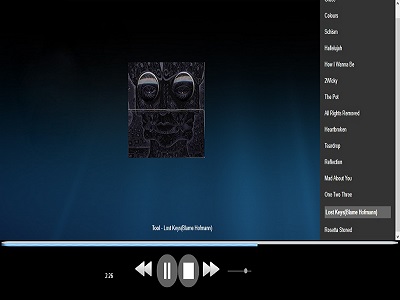 Colours
Schism
Hallelujah
How I Wanna Be
2Wicky
The Pot
All Rights Removed
Heartbroken
Teardrop
Reflection
Mad About You
One Two Three
Lost Keys(Blame Hofmann)
Rosetta Stoned
Tool - Lost Keys(Blame Hofmann)
2:26